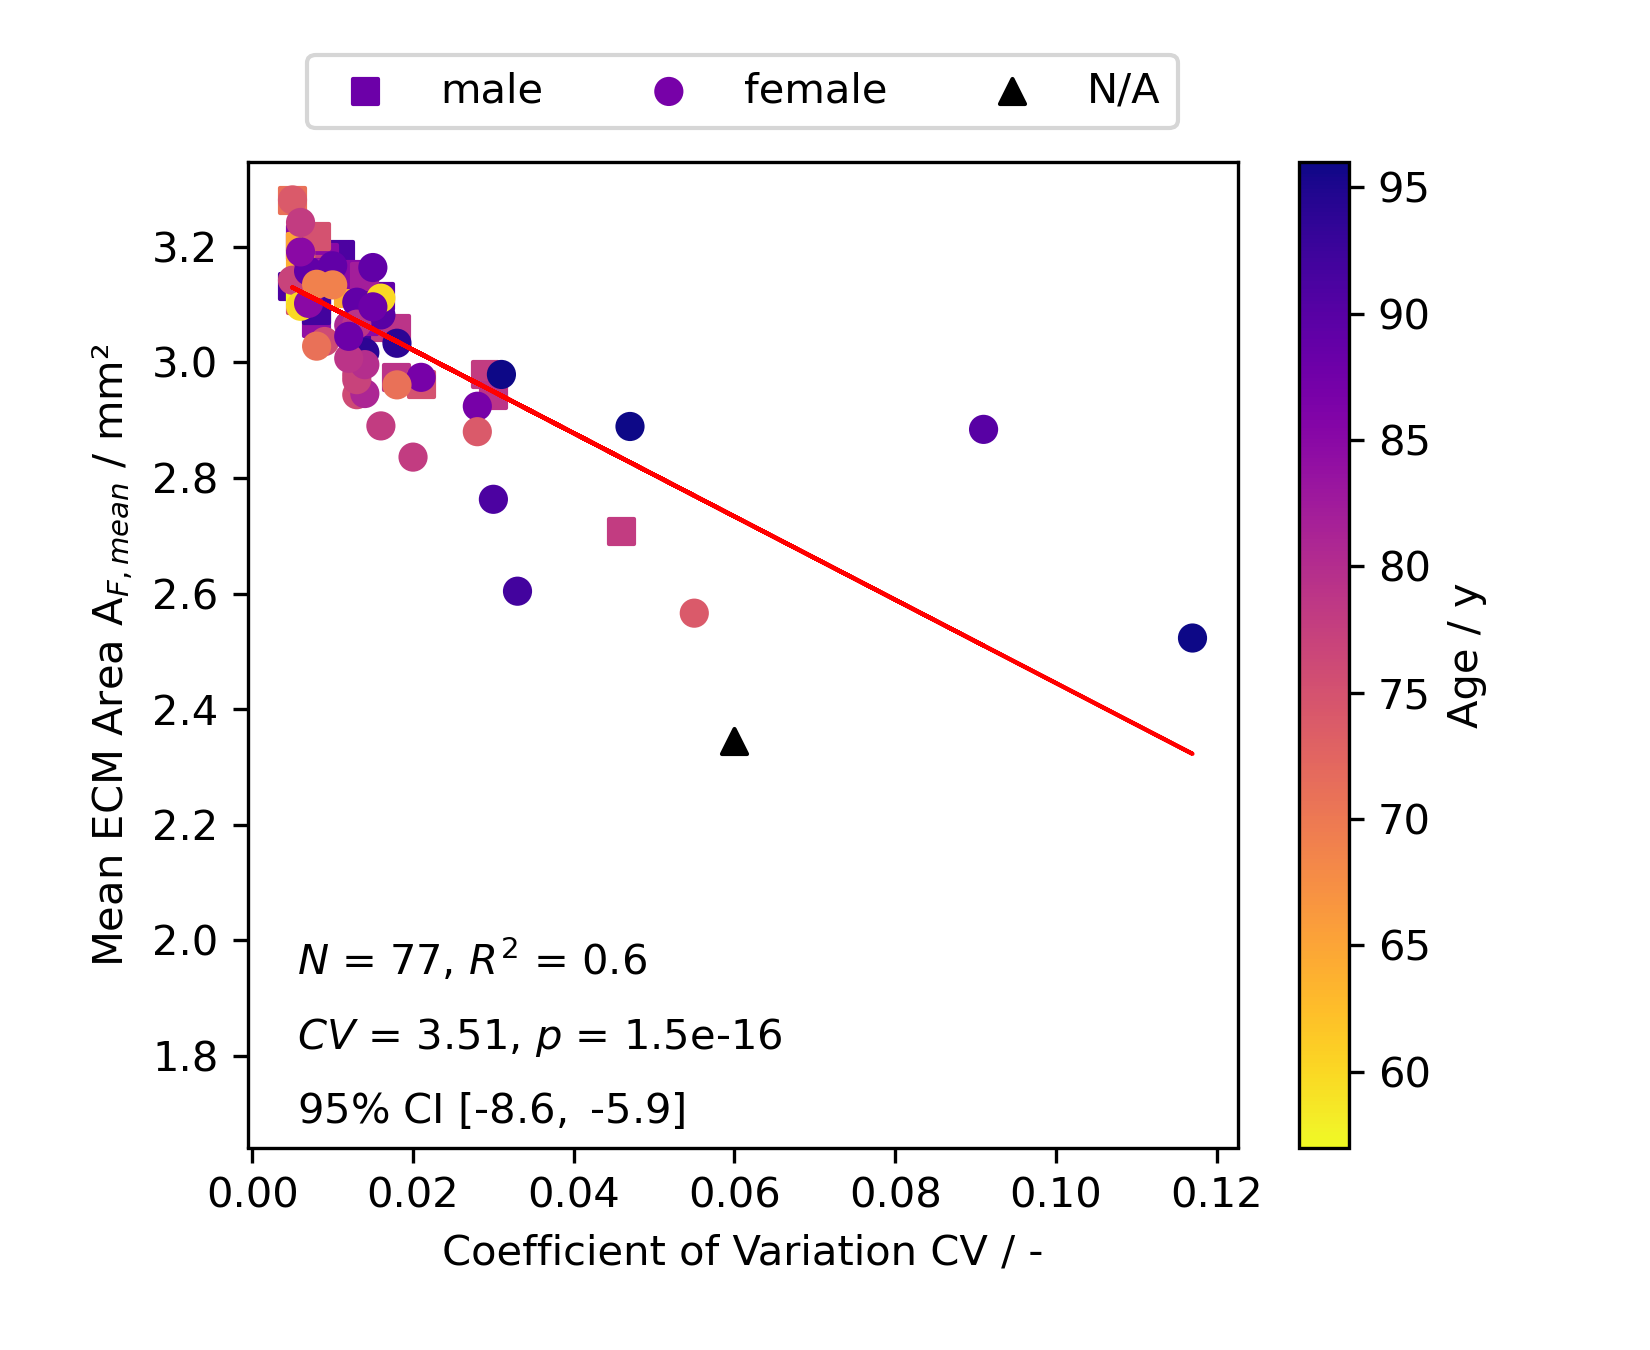 male female N/A
3.2
3.0
2.8
2.6
2.4
2.2
2.0
1.8
Mean ECM Area A_{F,mean} / mm²
N = 77, R² = 0.6
CV = 3.51, p = 1.5e-16
95% CI [-8.6, -5.9]
0.00 0.02 0.04 0.06 0.08 0.10 0.12
Coefficient of Variation CV / -
95
90
85
80
75
70
65
60
Age / y